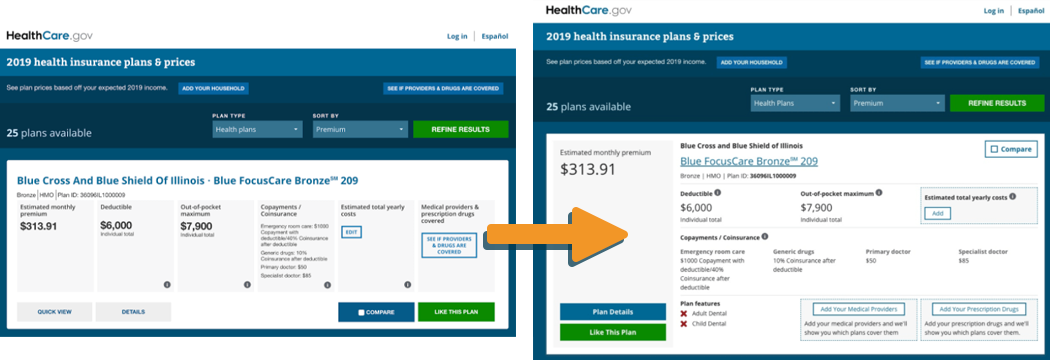 HealthCare.gov
Log in Español
2019 health insurance plans & prices
See plan prices based off your expected 2019 income. ADD YOUR HOUSEHOLD SEE IF PROVIDERS & DRUGS ARE COVERED
25 plans available
PLAN TYPE
Health plans
SORT BY
Premium
REFINE RESULTS
Blue Cross And Blue Shield Of Illinois · Blue FocusCare Bronze℠ 209
Bronze | HMO | Plan ID: 36096IL1000009
Estimated monthly
premium
$313.91
Deductible
$6,000
Individual total
Out-of-pocket
maximum
$7,900
Individual total
Copayments /
Coinsurance
Emergency room care: $1000
Copayment with
deductible/40% Coinsurance
after deductible
Generic drugs: 10%
Coinsurance after deductible
Primary doctor: $50
Specialist doctor: $85
Estimated total yearly
costs
EDIT
Medical providers &
prescription drugs
covered
SEE IF PROVIDERS
& DRUGS ARE
COVERED
QUICK VIEW DETAILS COMPARE LIKE THIS PLAN
HealthCare.gov
Log in Español
2019 health insurance plans & prices
See plan prices based off your expected 2019 income. ADD YOUR HOUSEHOLD SEE IF PROVIDERS & DRUGS ARE COVERED
25 plans available
PLAN TYPE
Health Plans
SORT BY
Premium
REFINE RESULTS
Estimated monthly premium
$313.91
Plan Details
Like This Plan
Blue Cross and Blue Shield of Illinois
Compare
Blue FocusCare Bronze℠ 209
Bronze | HMO | Plan ID: 36096IL1000009
Deductible
$6,000
Individual total
Out-of-pocket maximum
$7,900
Individual total
Estimated total yearly costs
Add
Copayments / Coinsurance
Emergency room care
$1000 Copayment with
deductible/40%
Coinsurance after
deductible
Generic drugs
10% Coinsurance after
deductible
Primary doctor
$50
Specialist doctor
$85
Plan features
Adult Dental
Child Dental
Add Your Medical Providers
Add your medical providers and we'll
show you which plans cover them
Add Your Prescription Drugs
Add your prescription drugs and we'll
show you which plans cover them.